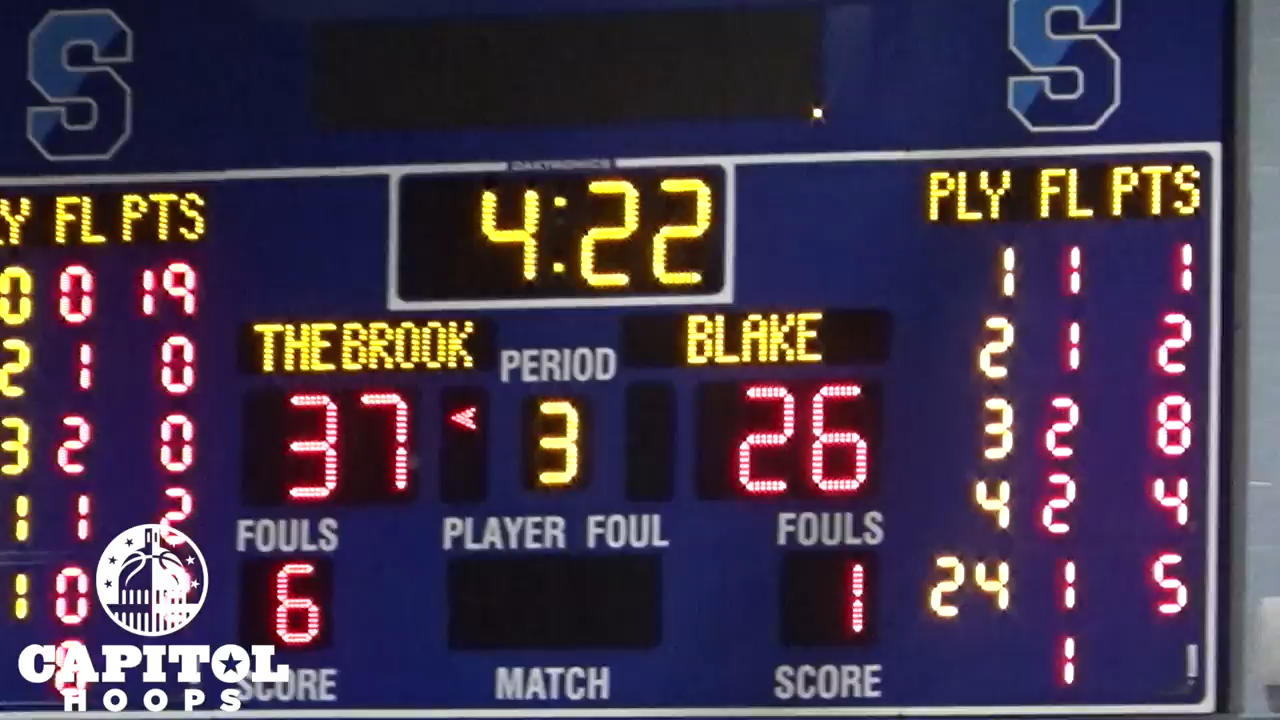 S S
4:22
Y FL PTS
PLY FL PTS
0 0 19
1 1 1
THE BROOK PERIOD BLAKE
2 1 0
2 1 2
37 < 3 26
3 2 0
3 2 8
1 1 2
4 2 4
FOULS PLAYER FOUL FOULS
6 1
1 0
24 1 5
1
SCORE MATCH SCORE
CAPITOL
HOOPS